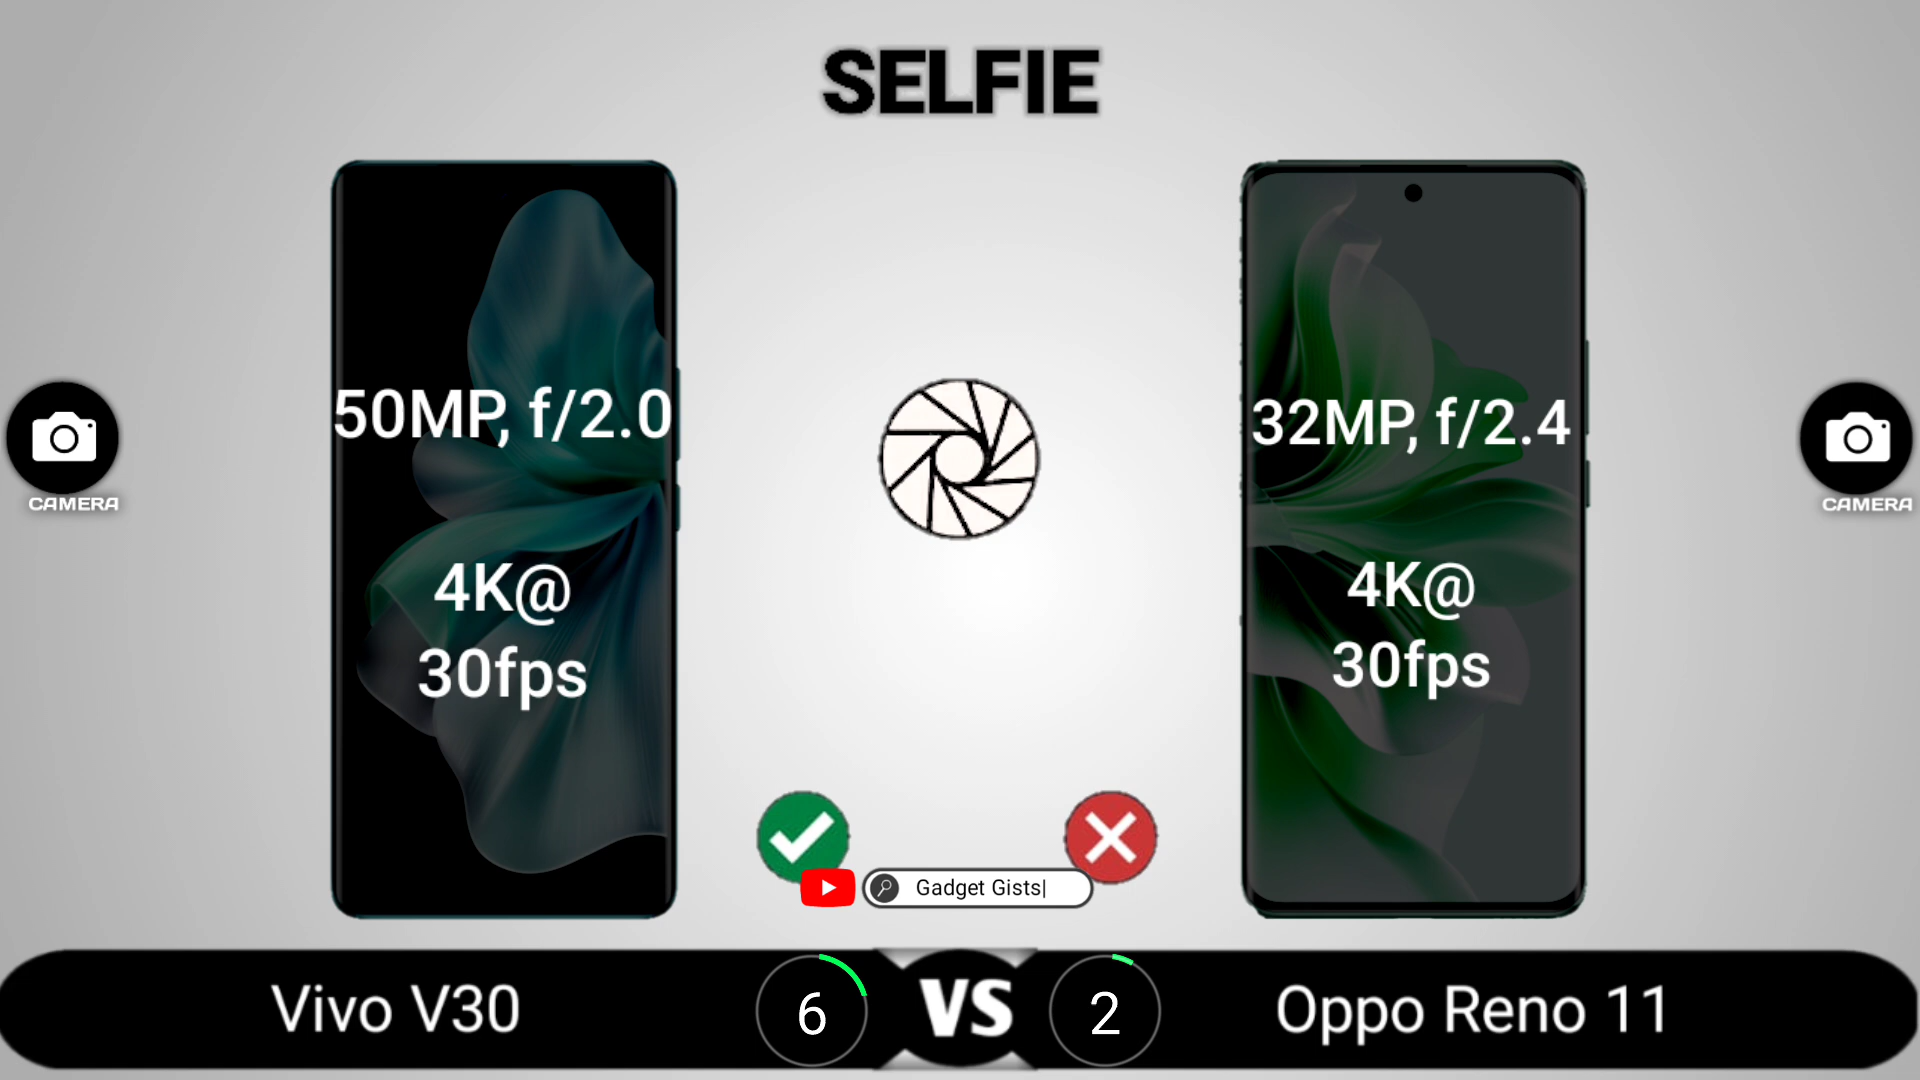 SELFIE
50MP, f/2.0
4K@
30fps
CAMERA
32MP, f/2.4
4K@
30fps
CAMERA
Gadget Gists|
Vivo V30
6
VS
2
Oppo Reno 11